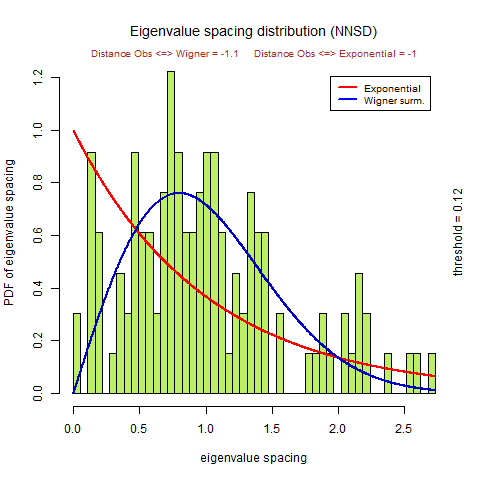 Eigenvalue spacing distribution (NNSD)
Distance Obs <=> Wigner = -1.1 Distance Obs <=> Exponential = -1
Exponential
Wigner surm.
PDF of eigenvalue spacing
1.2
1.0
0.8
0.6
0.4
0.2
0.0
threshold = 0.12
0.0 0.5 1.0 1.5 2.0 2.5
eigenvalue spacing